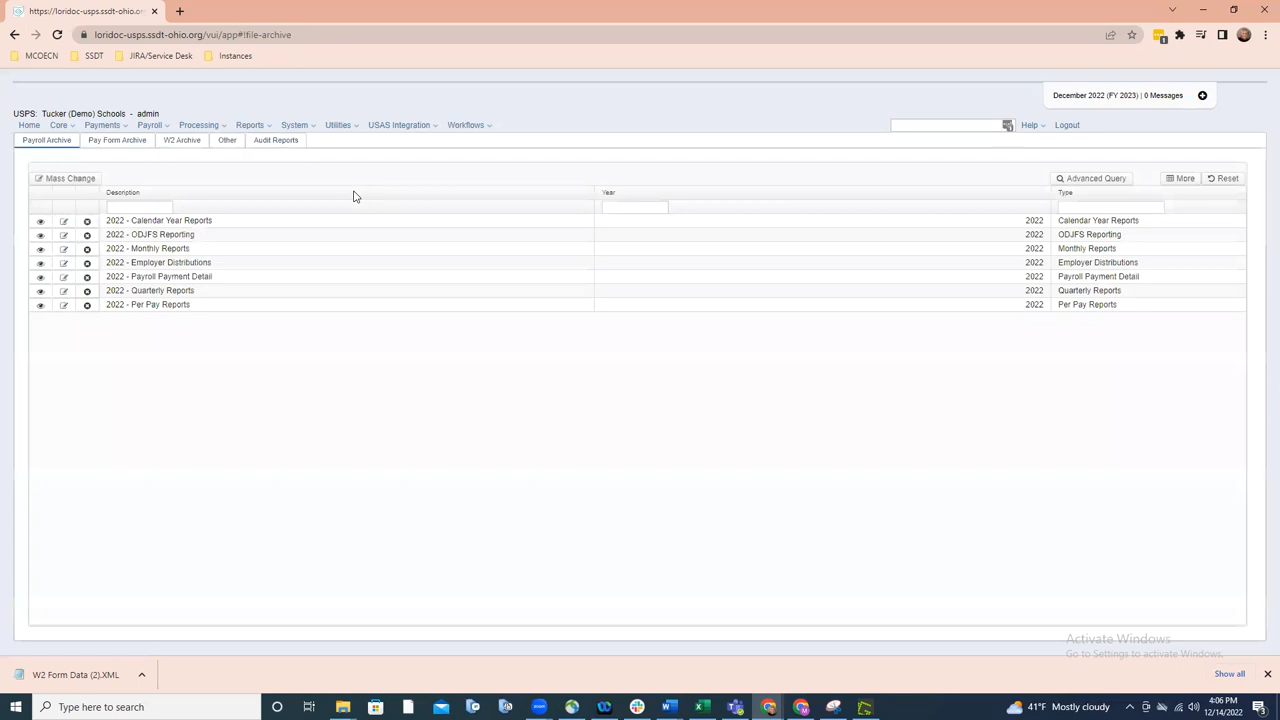 https://loridoc-usps.ssdt-ohio.org
https://loridoc-usps.ssdt-ohio.org/vui/app#!file-archive
MCOECN SSDT JIRA/Service Desk Instances
December 2022 (FY 2023) | 0 Messages
USPS: Tucker (Demo) Schools - admin
Home Core Payments Payroll Processing Reports System Utilities USAS Integration Workflows Help Logout
Payroll Archive Pay Form Archive W2 Archive Other Audit Reports
Mass Change Advanced Query More Reset
Description Year Type
2022 - Calendar Year Reports 2022 Calendar Year Reports
2022 - ODJFS Reporting 2022 ODJFS Reporting
2022 - Monthly Reports 2022 Monthly Reports
2022 - Employer Distributions 2022 Employer Distributions
2022 - Payroll Payment Detail 2022 Payroll Payment Detail
2022 - Quarterly Reports 2022 Quarterly Reports
2022 - Per Pay Reports 2022 Per Pay Reports
Activate Windows
Go to Settings to activate Windows.
W2 Form Data (2).XML Show all
Type here to search
41°F Mostly cloudy
4:06 PM
12/14/2022